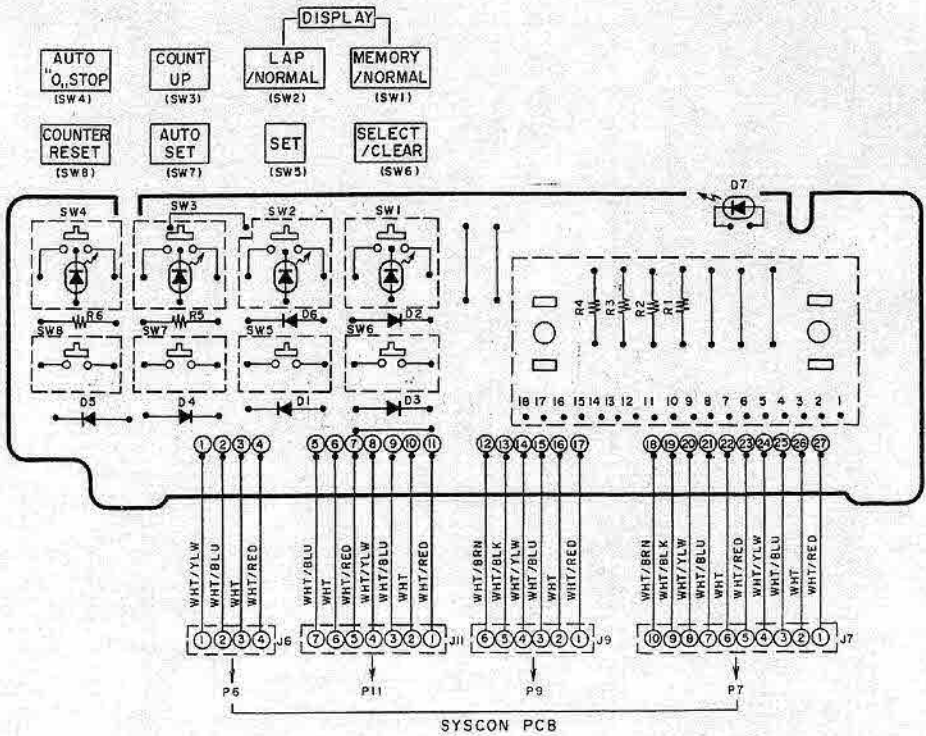 DISPLAY
AUTO "O,, STOP
COUNT UP
LAP /NORMAL
MEMORY /NORMAL
(SW4)
(SW3)
(SW2)
(SW1)
COUNTER RESET
AUTO SET
SET
SELECT /CLEAR
(SW8)
(SW7)
(SW5)
(SW6)
D7
SW4
SW3
SW2
SW1
R4
R3
R2
R1
R6
R5
D6
D2
SW8
SW7
SW5
SW6
18 17 16 15 14 13 12 11 10 9 8 7 6 5 4 3 2 1
D5
D4
D1
D3
1 2 3 4
5 6 7 8 9 10 11
12 13 14 15 16 17
18 19 20 21 22 23 24 25 26 27
WHT/YLW
WHT/BLU
WHT
WHT/RED
WHT/BLU
WHT/RED
WHT/YLW
WHT/BLU
WHT
WHT/RED
WHT/BRN
WHT/BLK
WHT/YLW
WHT/BLU
WHT
WHT/RED
WHT/BRN
WHT/BLK
WHT/YLW
WHT/BLU
WHT
WHT/RED
WHT/YLW
WHT/BLU
WHT
WHT/RED
1 2 3 4 J6
7 6 5 4 3 2 1 J11
6 5 4 3 2 1 J9
10 9 8 7 6 5 4 3 2 1 J7
P6
P11
P9
P7
SYSCON PCB